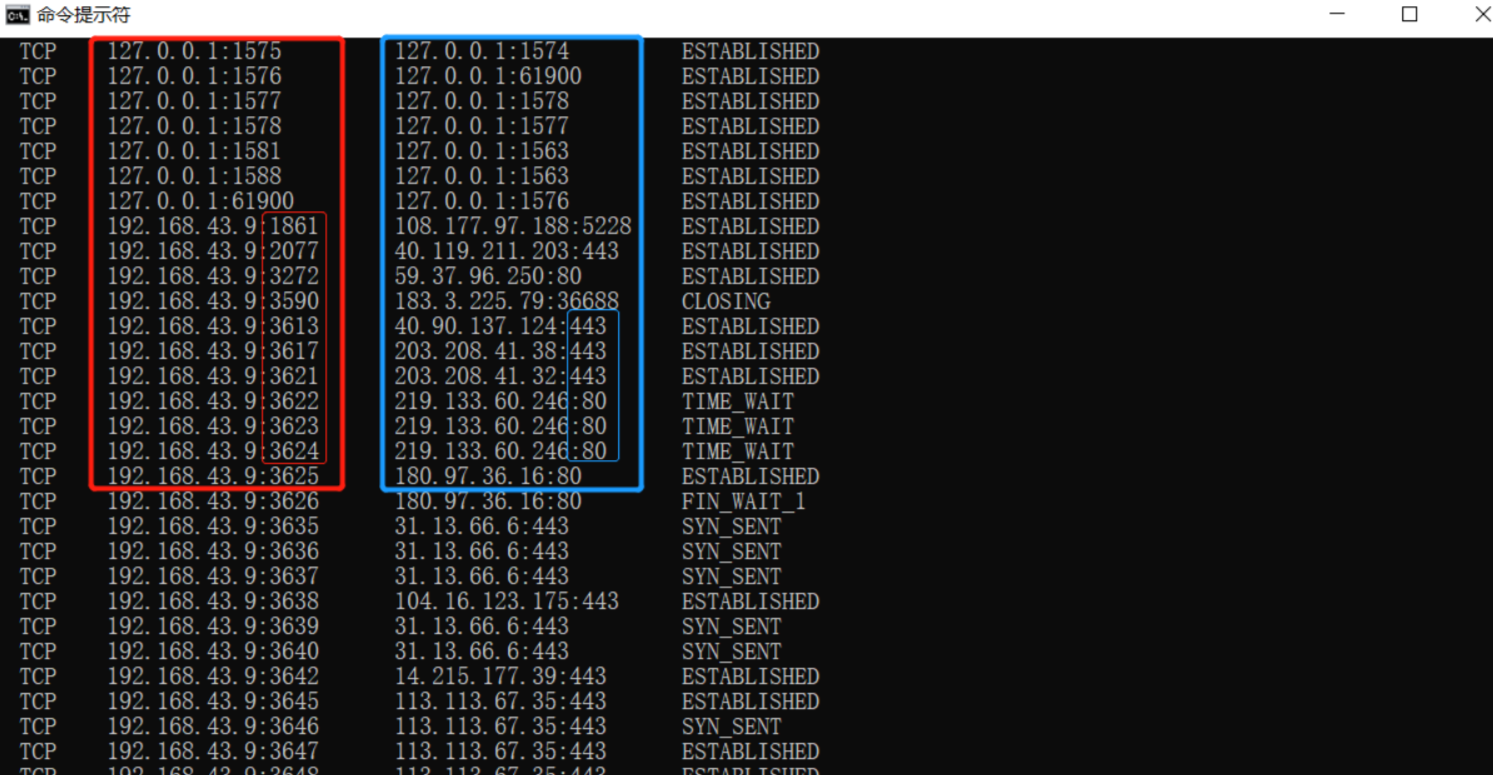 命令提示符
TCP 127.0.0.1:1575 127.0.0.1:1574 ESTABLISHED
TCP 127.0.0.1:1576 127.0.0.1:61900 ESTABLISHED
TCP 127.0.0.1:1577 127.0.0.1:1578 ESTABLISHED
TCP 127.0.0.1:1578 127.0.0.1:1577 ESTABLISHED
TCP 127.0.0.1:1581 127.0.0.1:1563 ESTABLISHED
TCP 127.0.0.1:1588 127.0.0.1:1563 ESTABLISHED
TCP 127.0.0.1:61900 127.0.0.1:1576 ESTABLISHED
TCP 192.168.43.9:1861 108.177.97.188:5228 ESTABLISHED
TCP 192.168.43.9:2077 40.119.211.203:443 ESTABLISHED
TCP 192.168.43.9:3272 59.37.96.250:80 ESTABLISHED
TCP 192.168.43.9:3590 183.3.225.79:36688 CLOSING
TCP 192.168.43.9:3613 40.90.137.124:443 ESTABLISHED
TCP 192.168.43.9:3617 203.208.41.38:443 ESTABLISHED
TCP 192.168.43.9:3621 203.208.41.32:443 ESTABLISHED
TCP 192.168.43.9:3622 219.133.60.246:80 TIME_WAIT
TCP 192.168.43.9:3623 219.133.60.246:80 TIME_WAIT
TCP 192.168.43.9:3624 219.133.60.246:80 TIME_WAIT
TCP 192.168.43.9:3625 180.97.36.16:80 ESTABLISHED
TCP 192.168.43.9:3626 180.97.36.16:80 FIN_WAIT_1
TCP 192.168.43.9:3635 31.13.66.6:443 SYN_SENT
TCP 192.168.43.9:3636 31.13.66.6:443 SYN_SENT
TCP 192.168.43.9:3637 31.13.66.6:443 SYN_SENT
TCP 192.168.43.9:3638 104.16.123.175:443 ESTABLISHED
TCP 192.168.43.9:3639 31.13.66.6:443 SYN_SENT
TCP 192.168.43.9:3640 31.13.66.6:443 SYN_SENT
TCP 192.168.43.9:3642 14.215.177.39:443 ESTABLISHED
TCP 192.168.43.9:3645 113.113.67.35:443 ESTABLISHED
TCP 192.168.43.9:3646 113.113.67.35:443 SYN_SENT
TCP 192.168.43.9:3647 113.113.67.35:443 ESTABLISHED
TCP 192.168.43.9:3648 113.113.67.35:443 ESTABLISHED